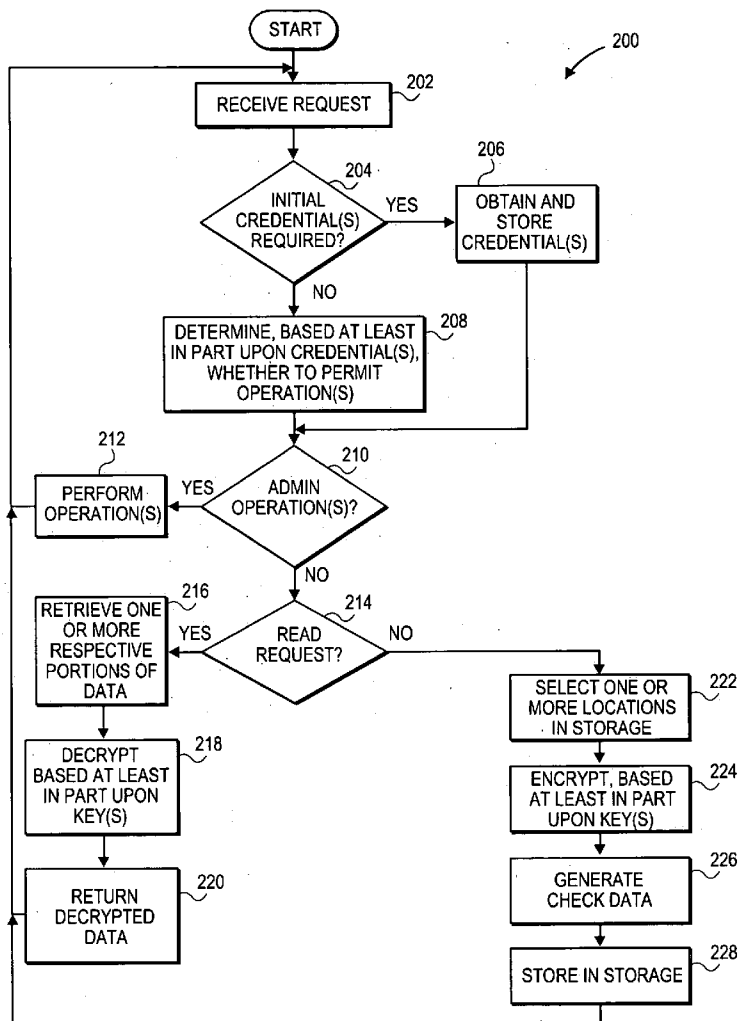 START
200
202
RECEIVE REQUEST
204
INITIAL
CREDENTIAL(S)
REQUIRED?
YES
206
OBTAIN AND
STORE
CREDENTIAL(S)
NO
208
DETERMINE, BASED AT LEAST
IN PART UPON CREDENTIAL(S),
WHETHER TO PERMIT
OPERATION(S)
210
ADMIN
OPERATION(S)?
YES
212
PERFORM
OPERATION(S)
NO
214
READ
REQUEST?
YES
NO
216
RETRIEVE ONE
OR MORE
RESPECTIVE
PORTIONS OF
DATA
218
DECRYPT
BASED AT LEAST
IN PART UPON
KEY(S)
220
RETURN
DECRYPTED
DATA
222
SELECT ONE OR
MORE LOCATIONS
IN STORAGE
224
ENCRYPT, BASED
AT LEAST IN PART
UPON KEY(S)
226
GENERATE
CHECK DATA
228
STORE IN STORAGE